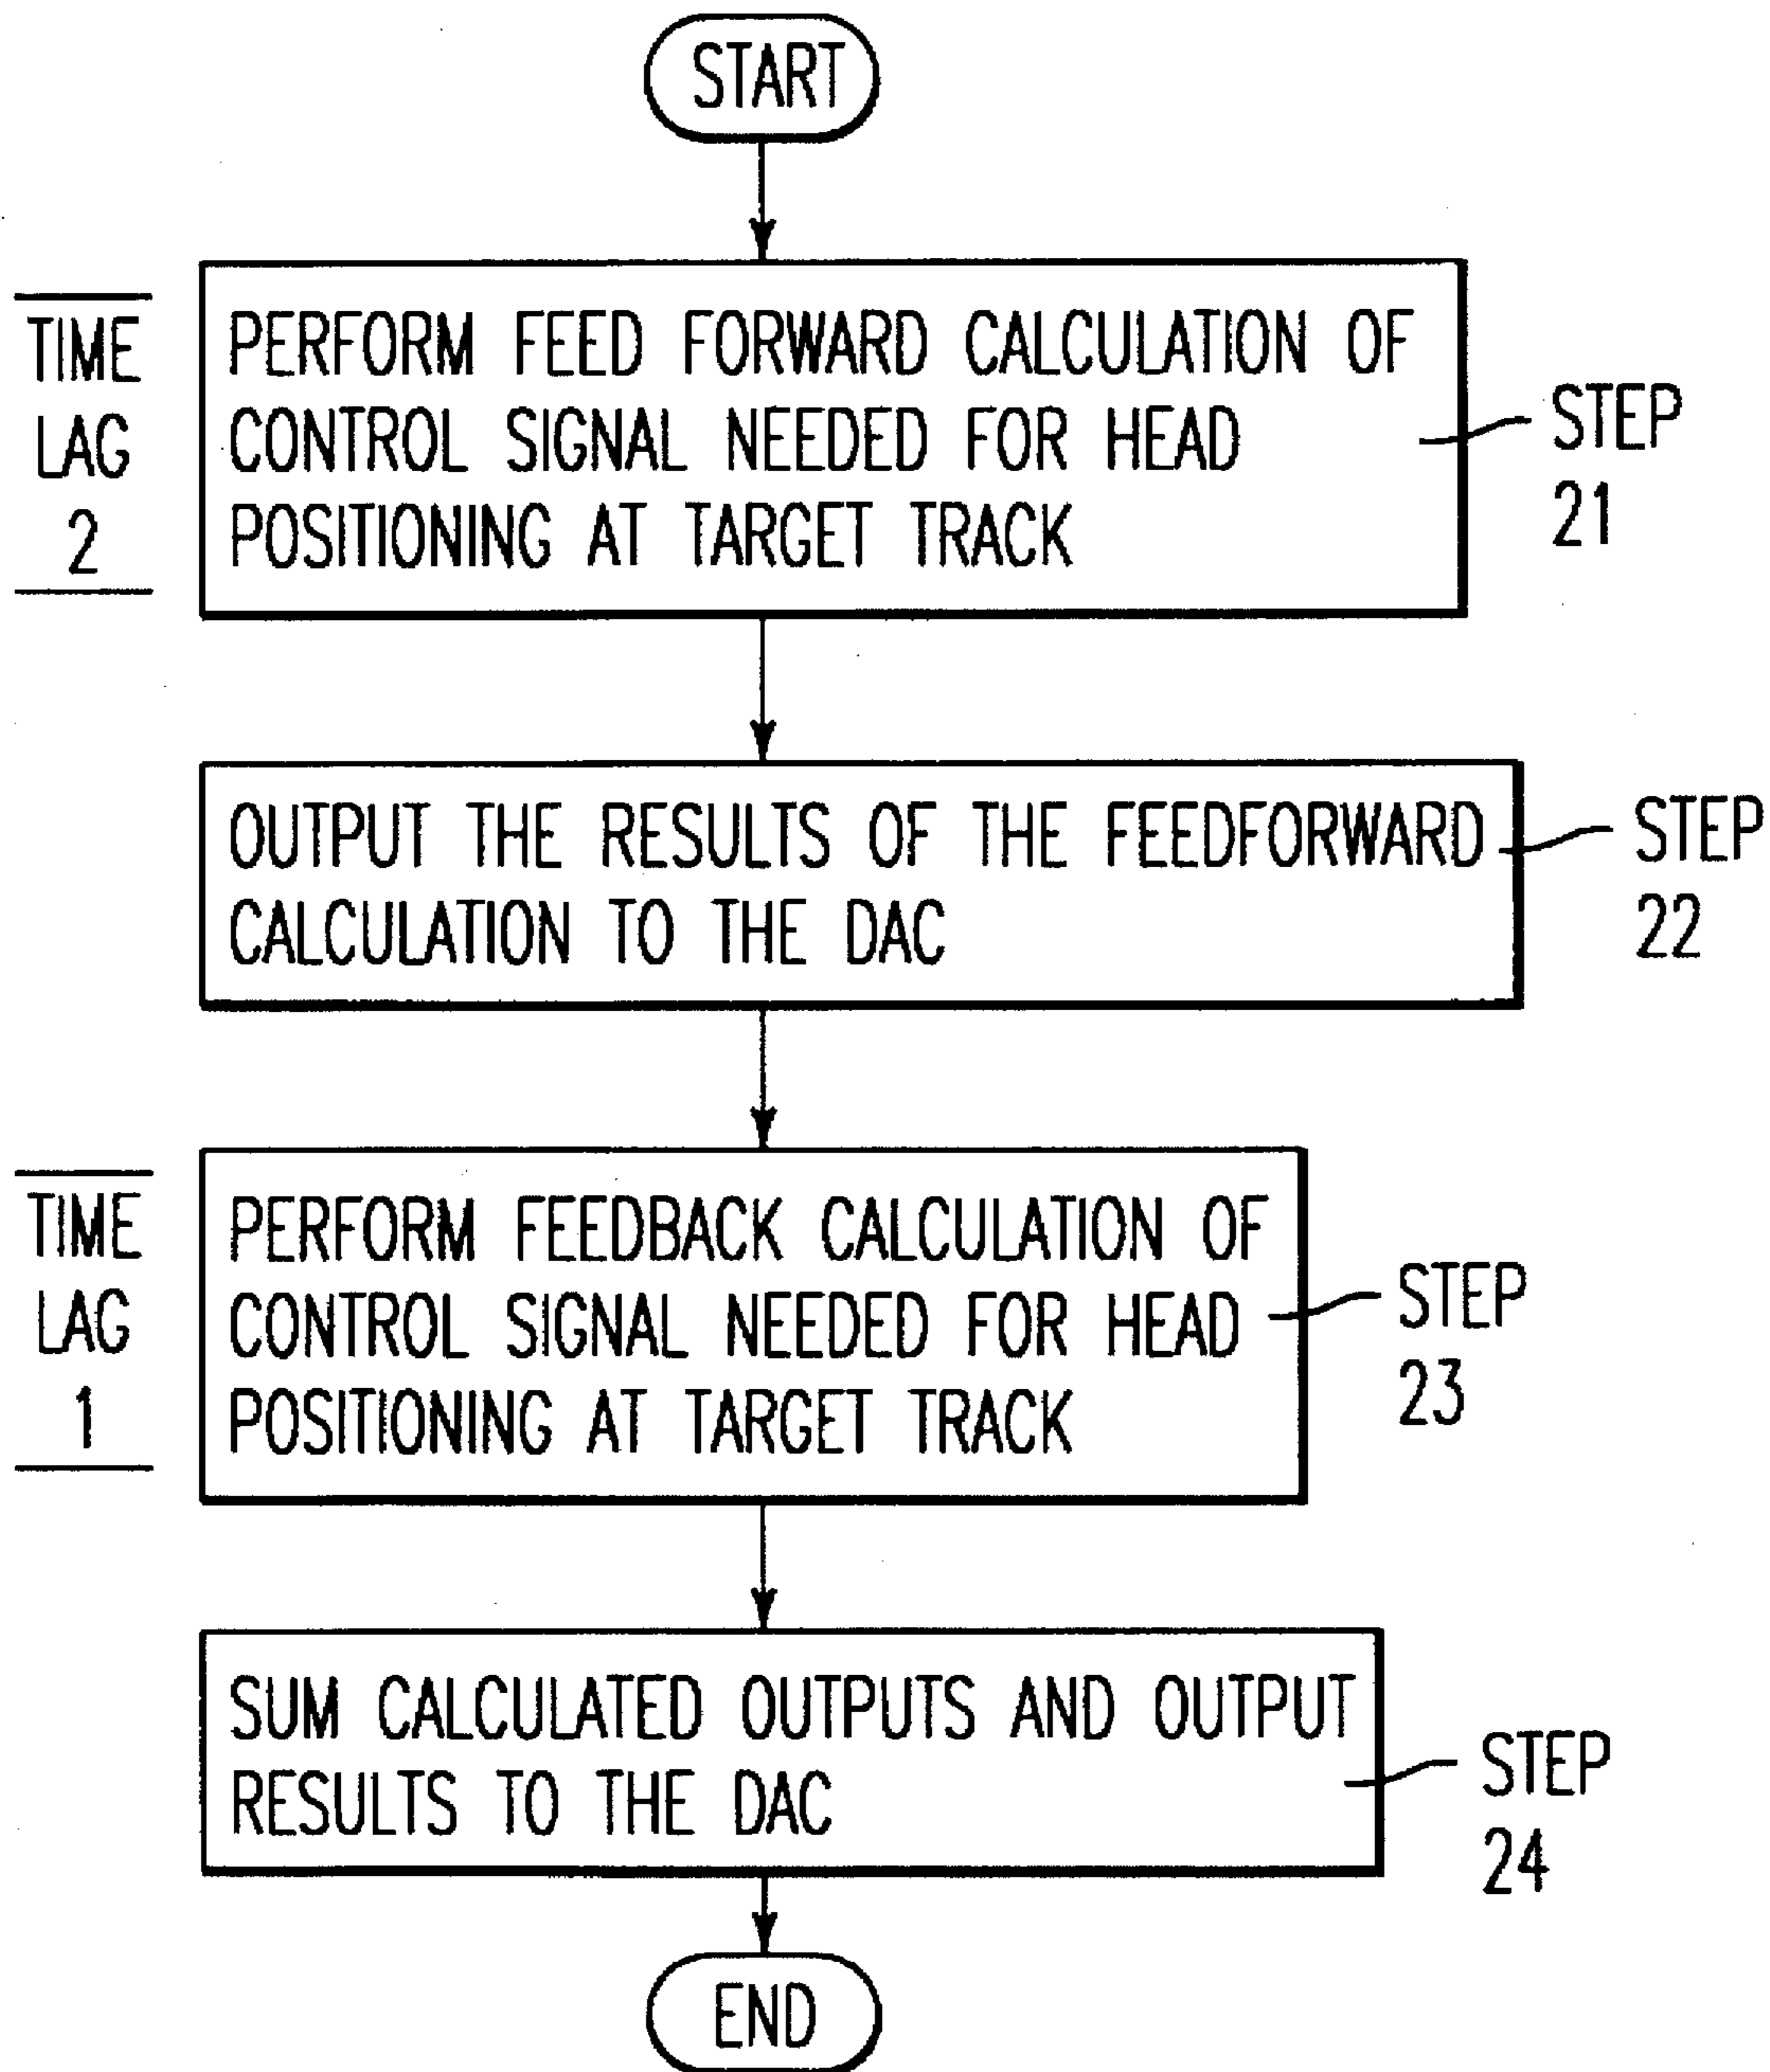 START
TIME
LAG
2
PERFORM FEED FORWARD CALCULATION OF
CONTROL SIGNAL NEEDED FOR HEAD
POSITIONING AT TARGET TRACK
STEP
21
OUTPUT THE RESULTS OF THE FEEDFORWARD
CALCULATION TO THE DAC
STEP
22
TIME
LAG
1
PERFORM FEEDBACK CALCULATION OF
CONTROL SIGNAL NEEDED FOR HEAD
POSITIONING AT TARGET TRACK
STEP
23
SUM CALCULATED OUTPUTS AND OUTPUT
RESULTS TO THE DAC
STEP
24
END